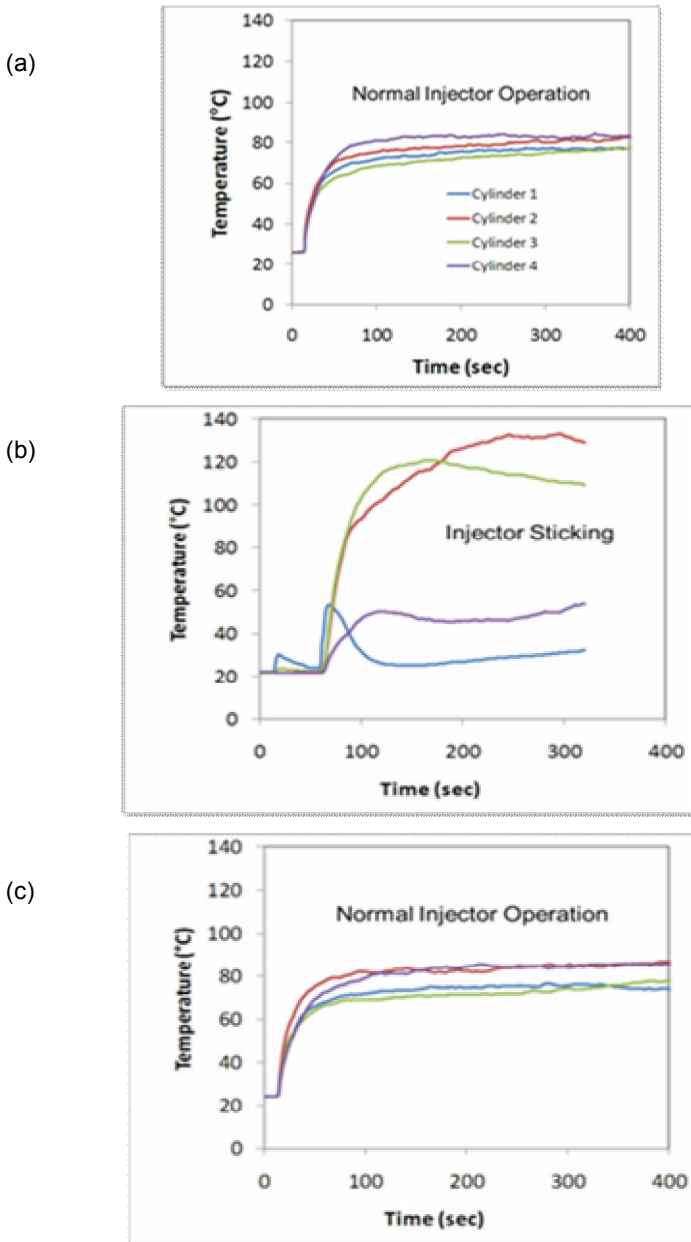 (a)
140
120
100
80
60
40
20
0
Temperature (°C)
Normal Injector Operation
Cylinder 1
Cylinder 2
Cylinder 3
Cylinder 4
0 100 200 300 400
Time (sec)
(b)
140
120
100
80
60
40
20
0
Temperature (°C)
Injector Sticking
0 100 200 300 400
Time (sec)
(c)
140
120
100
80
60
40
20
0
Temperature (°C)
Normal Injector Operation
0 100 200 300 400
Time (sec)